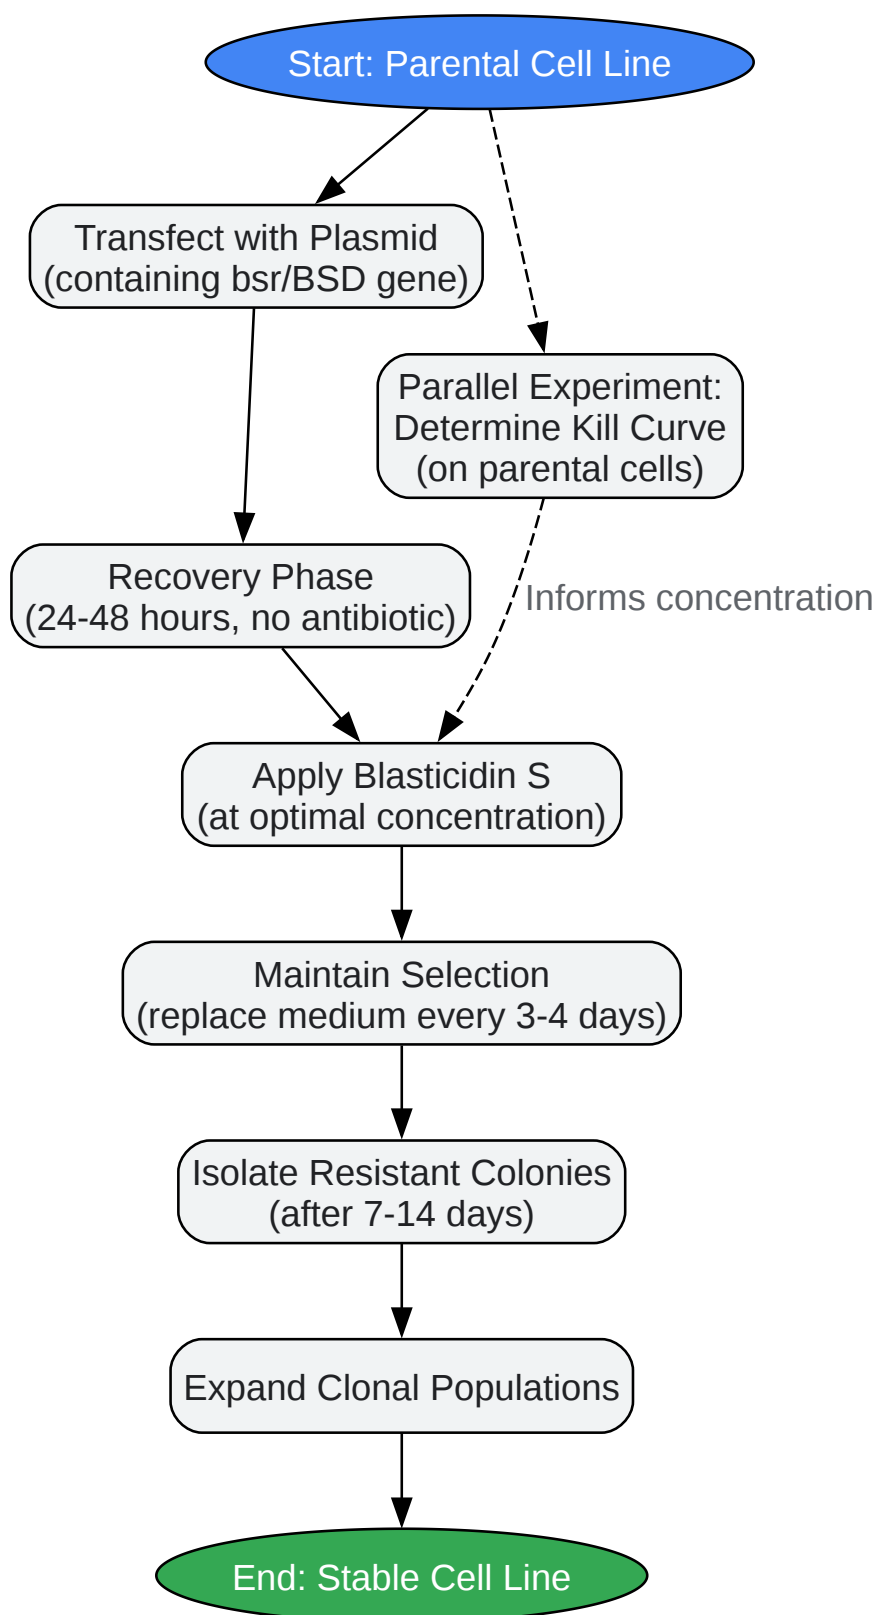 Start: Parental Cell Line
Transfect with Plasmid
(containing bsr/BSD gene)
Parallel Experiment:
Determine Kill Curve
(on parental cells)
Recovery Phase
(24-48 hours, no antibiotic)
Informs concentration
Apply Blasticidin S
(at optimal concentration)
Maintain Selection
(replace medium every 3-4 days)
Isolate Resistant Colonies
(after 7-14 days)
Expand Clonal Populations
End: Stable Cell Line